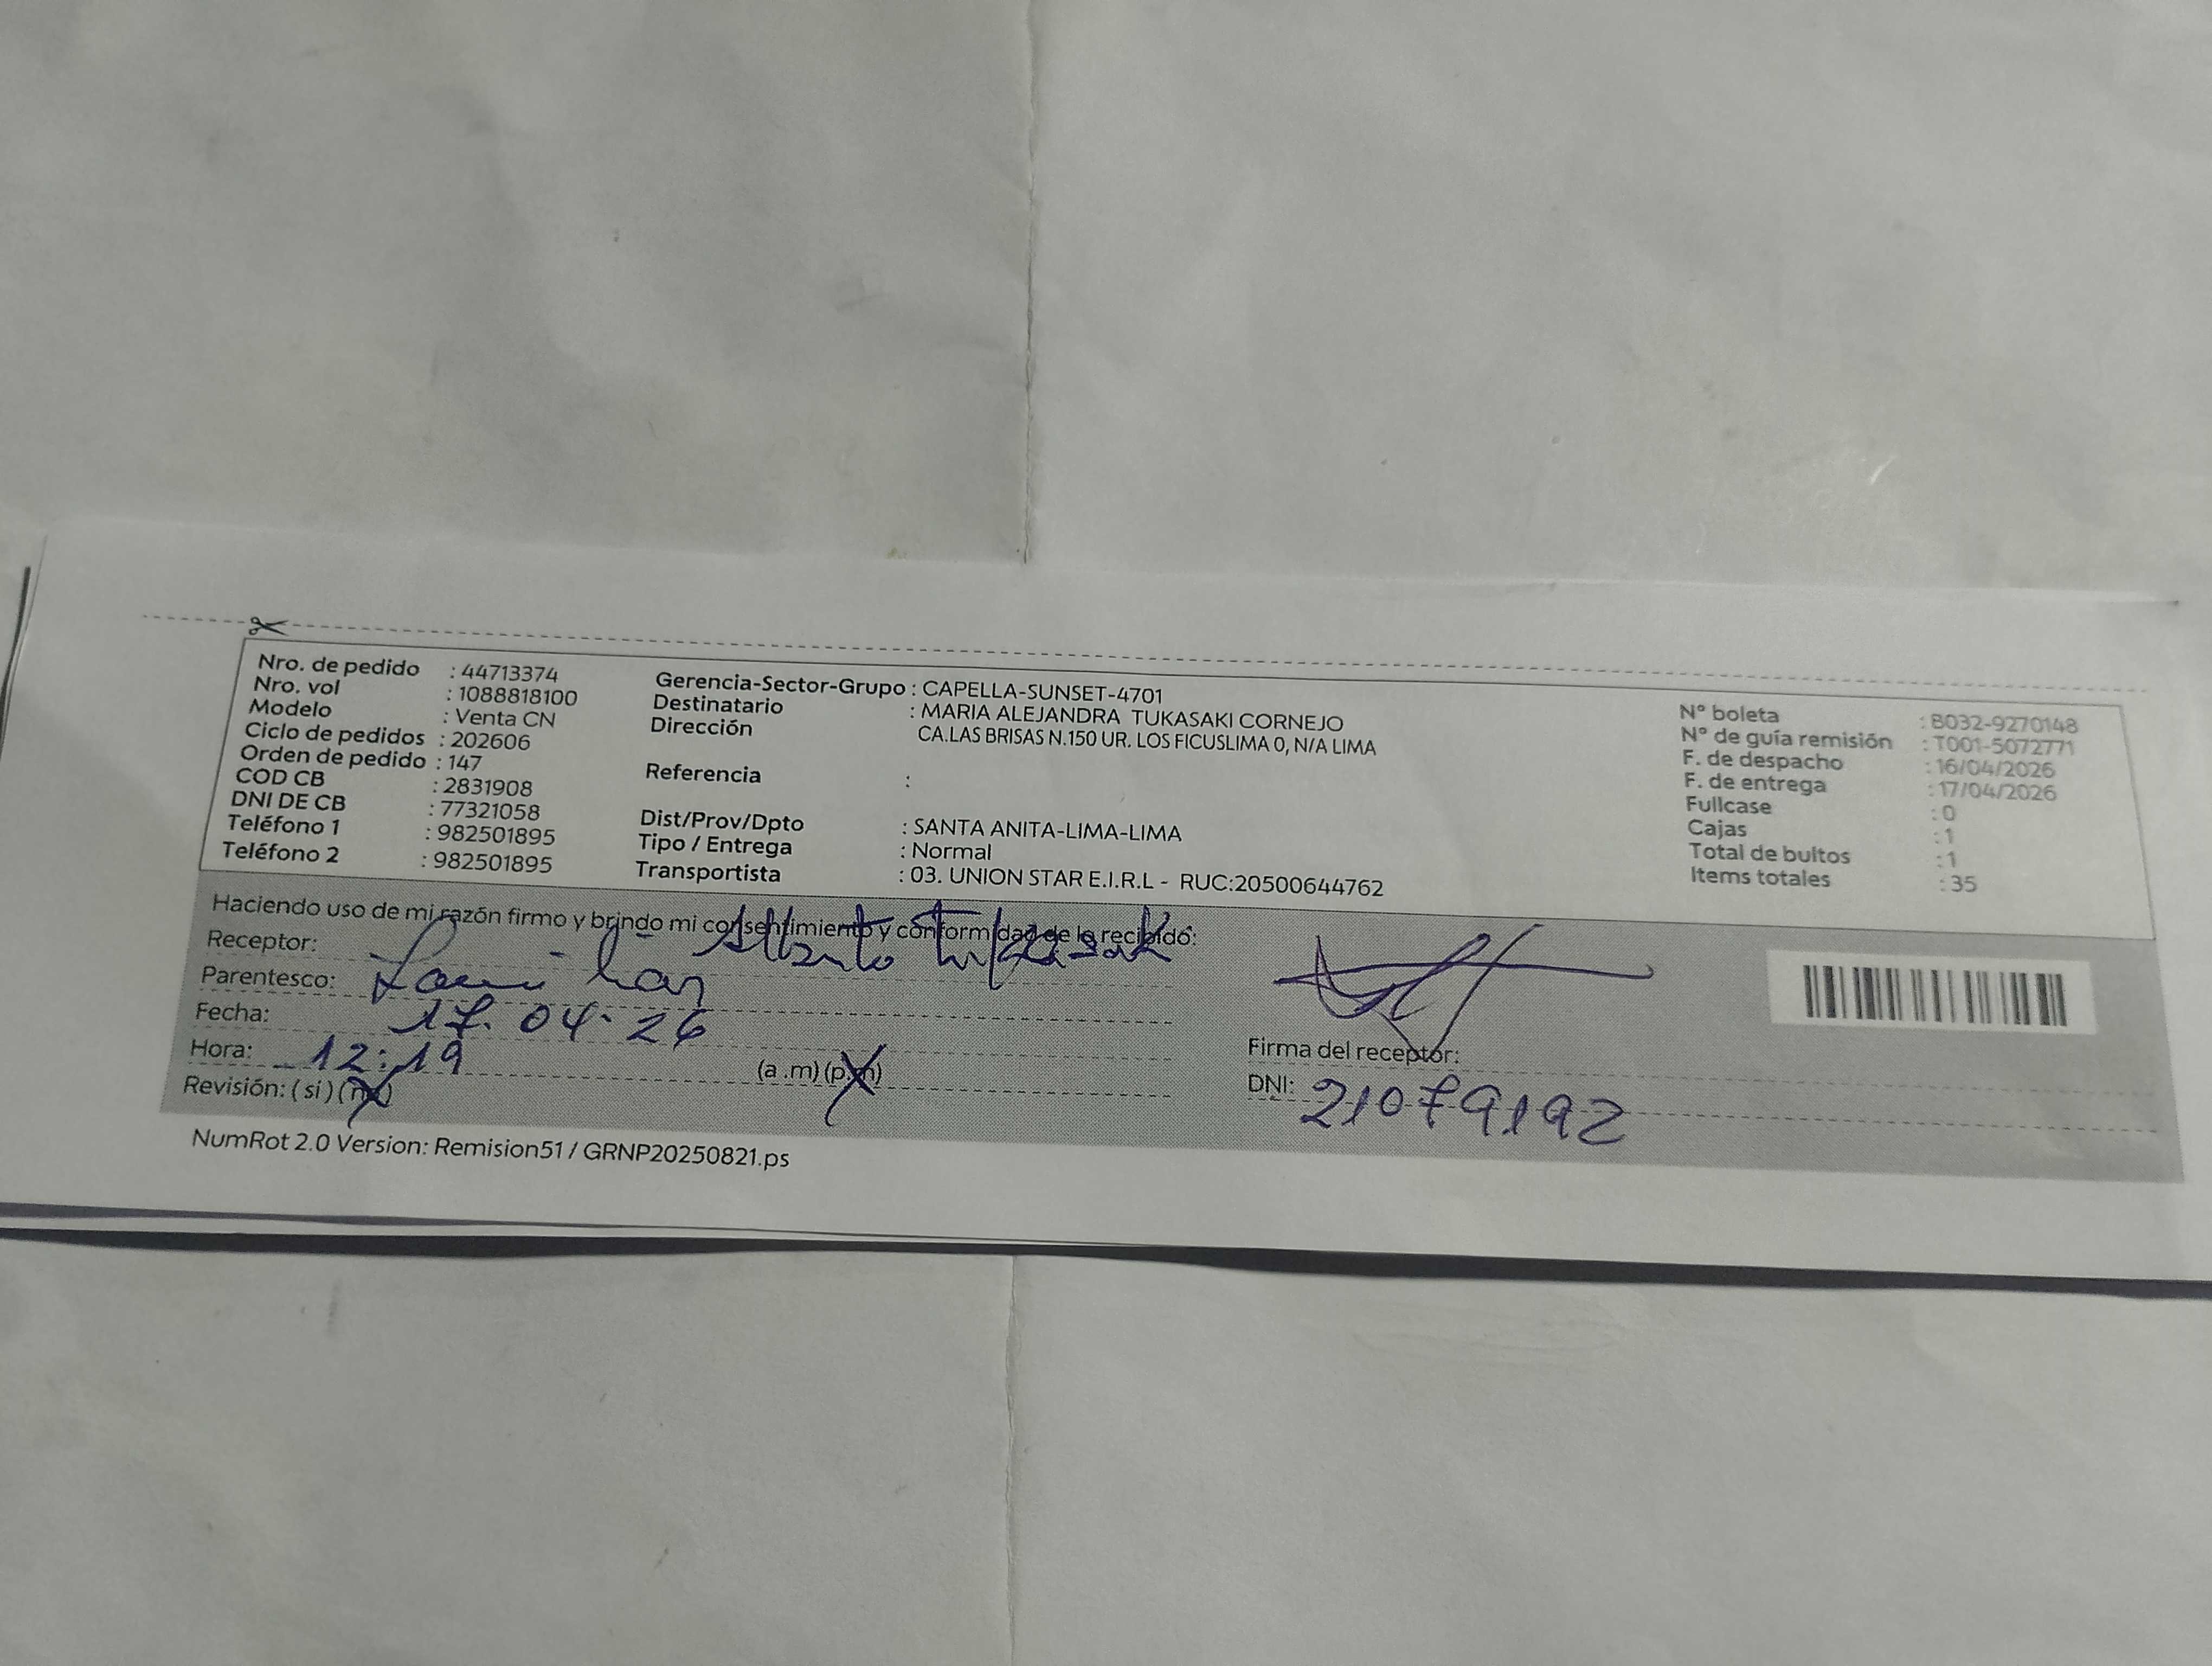 Nro. de pedido : 44713374
Nro. vol : 1088818100
Modelo : Venta CN
Ciclo de pedidos : 202606
Orden de pedido : 147
COD CB : 2831908
DNI DE CB : 77321058
Teléfono 1 : 982501895
Teléfono 2 : 982501895
Gerencia-Sector-Grupo : CAPELLA-SUNSET-4701
Destinatario : MARIA ALEJANDRA TUKASAKI CORNEJO
Dirección CA.LAS BRISAS N.150 UR. LOS FICUSLIMA 0, N/A LIMA
Referencia :
Dist/Prov/Dpto : SANTA ANITA-LIMA-LIMA
Tipo / Entrega : Normal
Transportista : 03. UNION STAR E.I.R.L - RUC:20500644762
N° boleta : B032-9270148
N° de guía remisión : T001-5072771
F. de despacho : 16/04/2026
F. de entrega : 17/04/2026
Fullcase : 0
Cajas : 1
Total de bultos : 1
Items totales : 35
Haciendo uso de mi razón firmo y brindo mi consentimiento y conformidad de lo recibido:
Receptor: Alberto Tukasaki
Parentesco:
Fecha: 17.04.26
Hora: 12:19 (a.m) (p.m)
Revisión: ( si ) (no)
Firma del receptor:
DNI: 21079192
NumRot 2.0 Version: Remision51 / GRNP20250821.ps